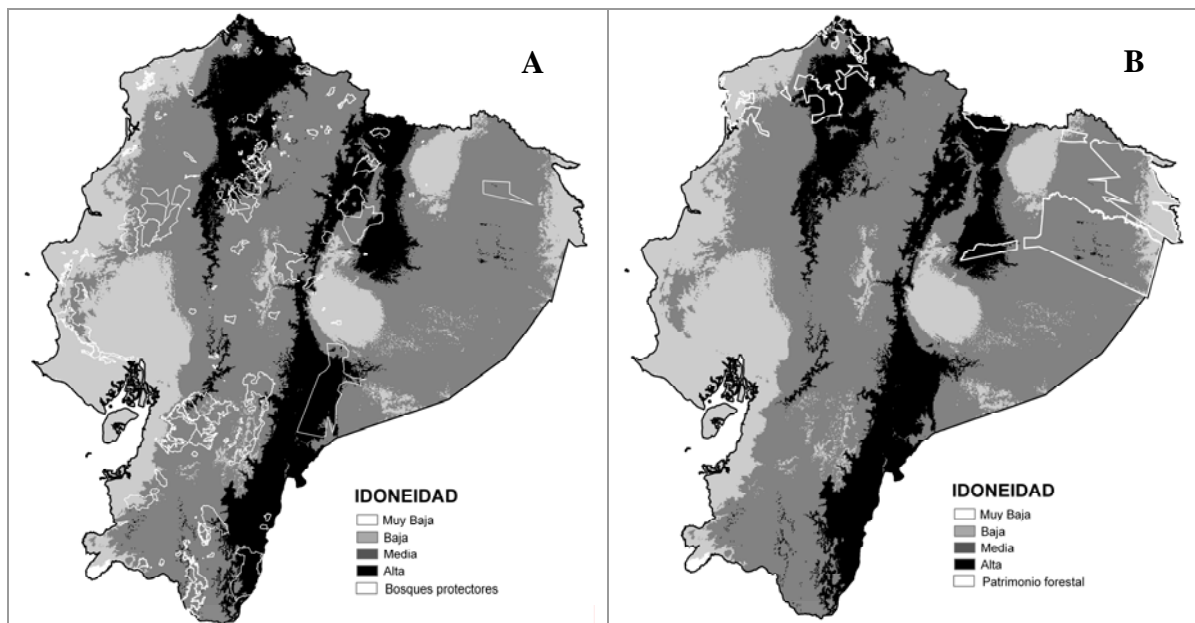 A
IDONEIDAD
Muy Baja
Baja
Media
Alta
Bosques protectores
B
IDONEIDAD
Muy Baja
Baja
Media
Alta
Patrimonio forestal